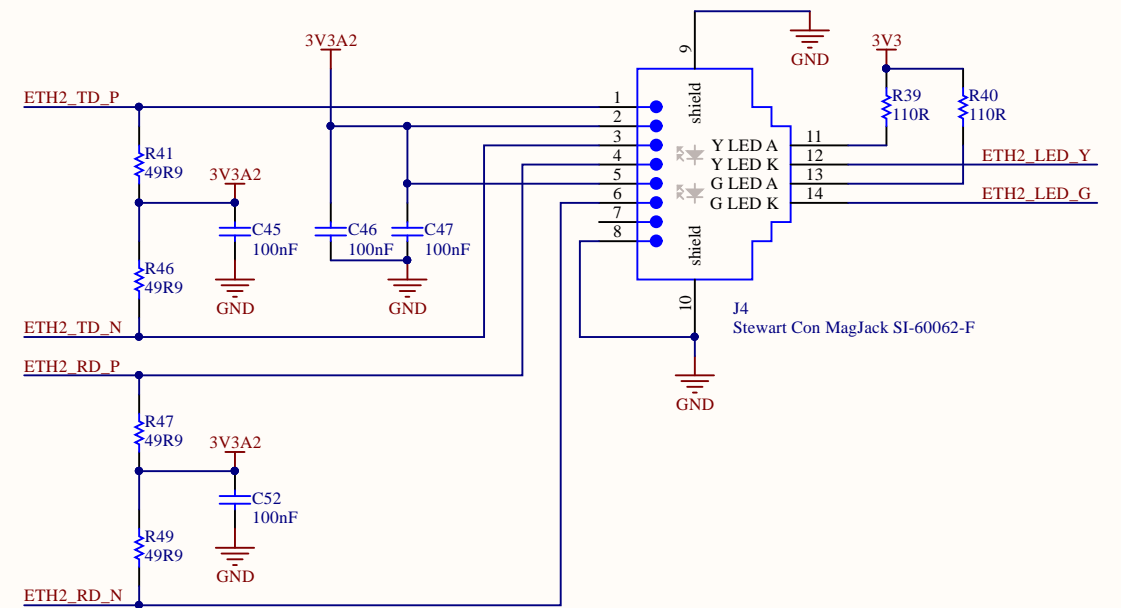 3V3A2
GND
3V3
ETH2_TD_P
R41
49R9
3V3A2
C45
100nF
GND
R46
49R9
ETH2_TD_N
C46
100nF
C47
100nF
GND
9
shield
1
2
3
4
5
6
7
8
Y LED A
Y LED K
G LED A
G LED K
shield
10
11
12
13
14
R39
110R
R40
110R
ETH2_LED_Y
ETH2_LED_G
J4
Stewart Con MagJack SI-60062-F
GND
ETH2_RD_P
R47
49R9
3V3A2
C52
100nF
GND
R49
49R9
ETH2_RD_N